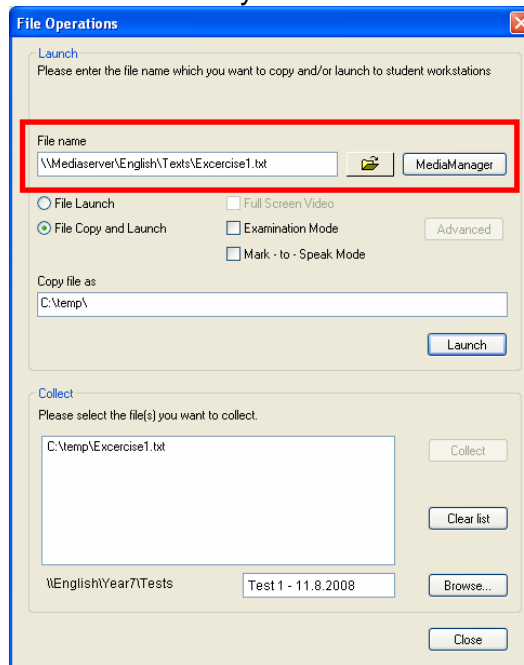 File Operations
Launch
Please enter the file name which you want to copy and/or launch to student workstations
File name
\\Mediaserver\English\Texts\Excercise1.txt MediaManager
File Launch Full Screen Video
File Copy and Launch Examination Mode Advanced
Mark - to - Speak Mode
Copy file as
C:\temp\
Launch
Collect
Please select the file(s) you want to collect.
C:\temp\Excercise1.txt Collect
Clear list
\\English\Year7\Tests Test 1 - 11.8.2008 Browse...
Close